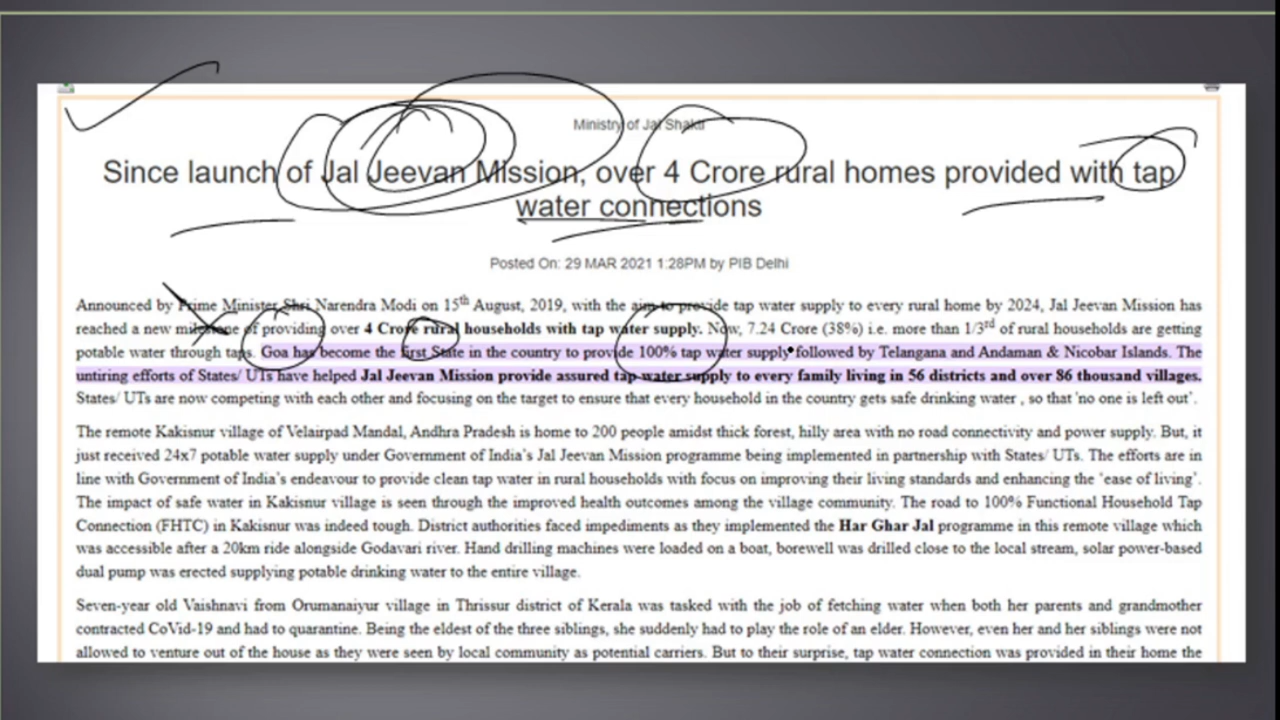 Ministry of Jal Shakti
Since launch of Jal Jeevan Mission, over 4 Crore rural homes provided with tap
water connections
Posted On: 29 MAR 2021 1:28PM by PIB Delhi
Announced by Prime Minister Shri Narendra Modi on 15th August, 2019, with the aim to provide tap water supply to every rural home by 2024, Jal Jeevan Mission has
reached a new milestone of providing over 4 Crore rural households with tap water supply. Now, 7.24 Crore (38%) i.e. more than 1/3rd of rural households are getting
potable water through taps. Goa has become the first State in the country to provide 100% tap water supply followed by Telangana and Andaman & Nicobar Islands. The
untiring efforts of States/ UTs have helped Jal Jeevan Mission provide assured tap water supply to every family living in 56 districts and over 86 thousand villages.
States/ UTs are now competing with each other and focusing on the target to ensure that every household in the country gets safe drinking water , so that 'no one is left out'.
The remote Kakisnur village of Velairpad Mandal, Andhra Pradesh is home to 200 people amidst thick forest, hilly area with no road connectivity and power supply. But, it
just received 24x7 potable water supply under Government of India's Jal Jeevan Mission programme being implemented in partnership with States/ UTs. The efforts are in
line with Government of India's endeavour to provide clean tap water in rural households with focus on improving their living standards and enhancing the 'ease of living'.
The impact of safe water in Kakisnur village is seen through the improved health outcomes among the village community. The road to 100% Functional Household Tap
Connection (FHTC) in Kakisnur was indeed tough. District authorities faced impediments as they implemented the Har Ghar Jal programme in this remote village which
was accessible after a 20km ride alongside Godavari river. Hand drilling machines were loaded on a boat, borewell was drilled close to the local stream, solar power-based
dual pump was erected supplying potable drinking water to the entire village.
Seven-year old Vaishnavi from Orumanaiyur village in Thrissur district of Kerala was tasked with the job of fetching water when both her parents and grandmother
contracted CoVid-19 and had to quarantine. Being the eldest of the three siblings, she suddenly had to play the role of an elder. However, even her and her siblings were not
allowed to venture out of the house as they were seen by local community as potential carriers. But to their surprise, tap water connection was provided in their home the